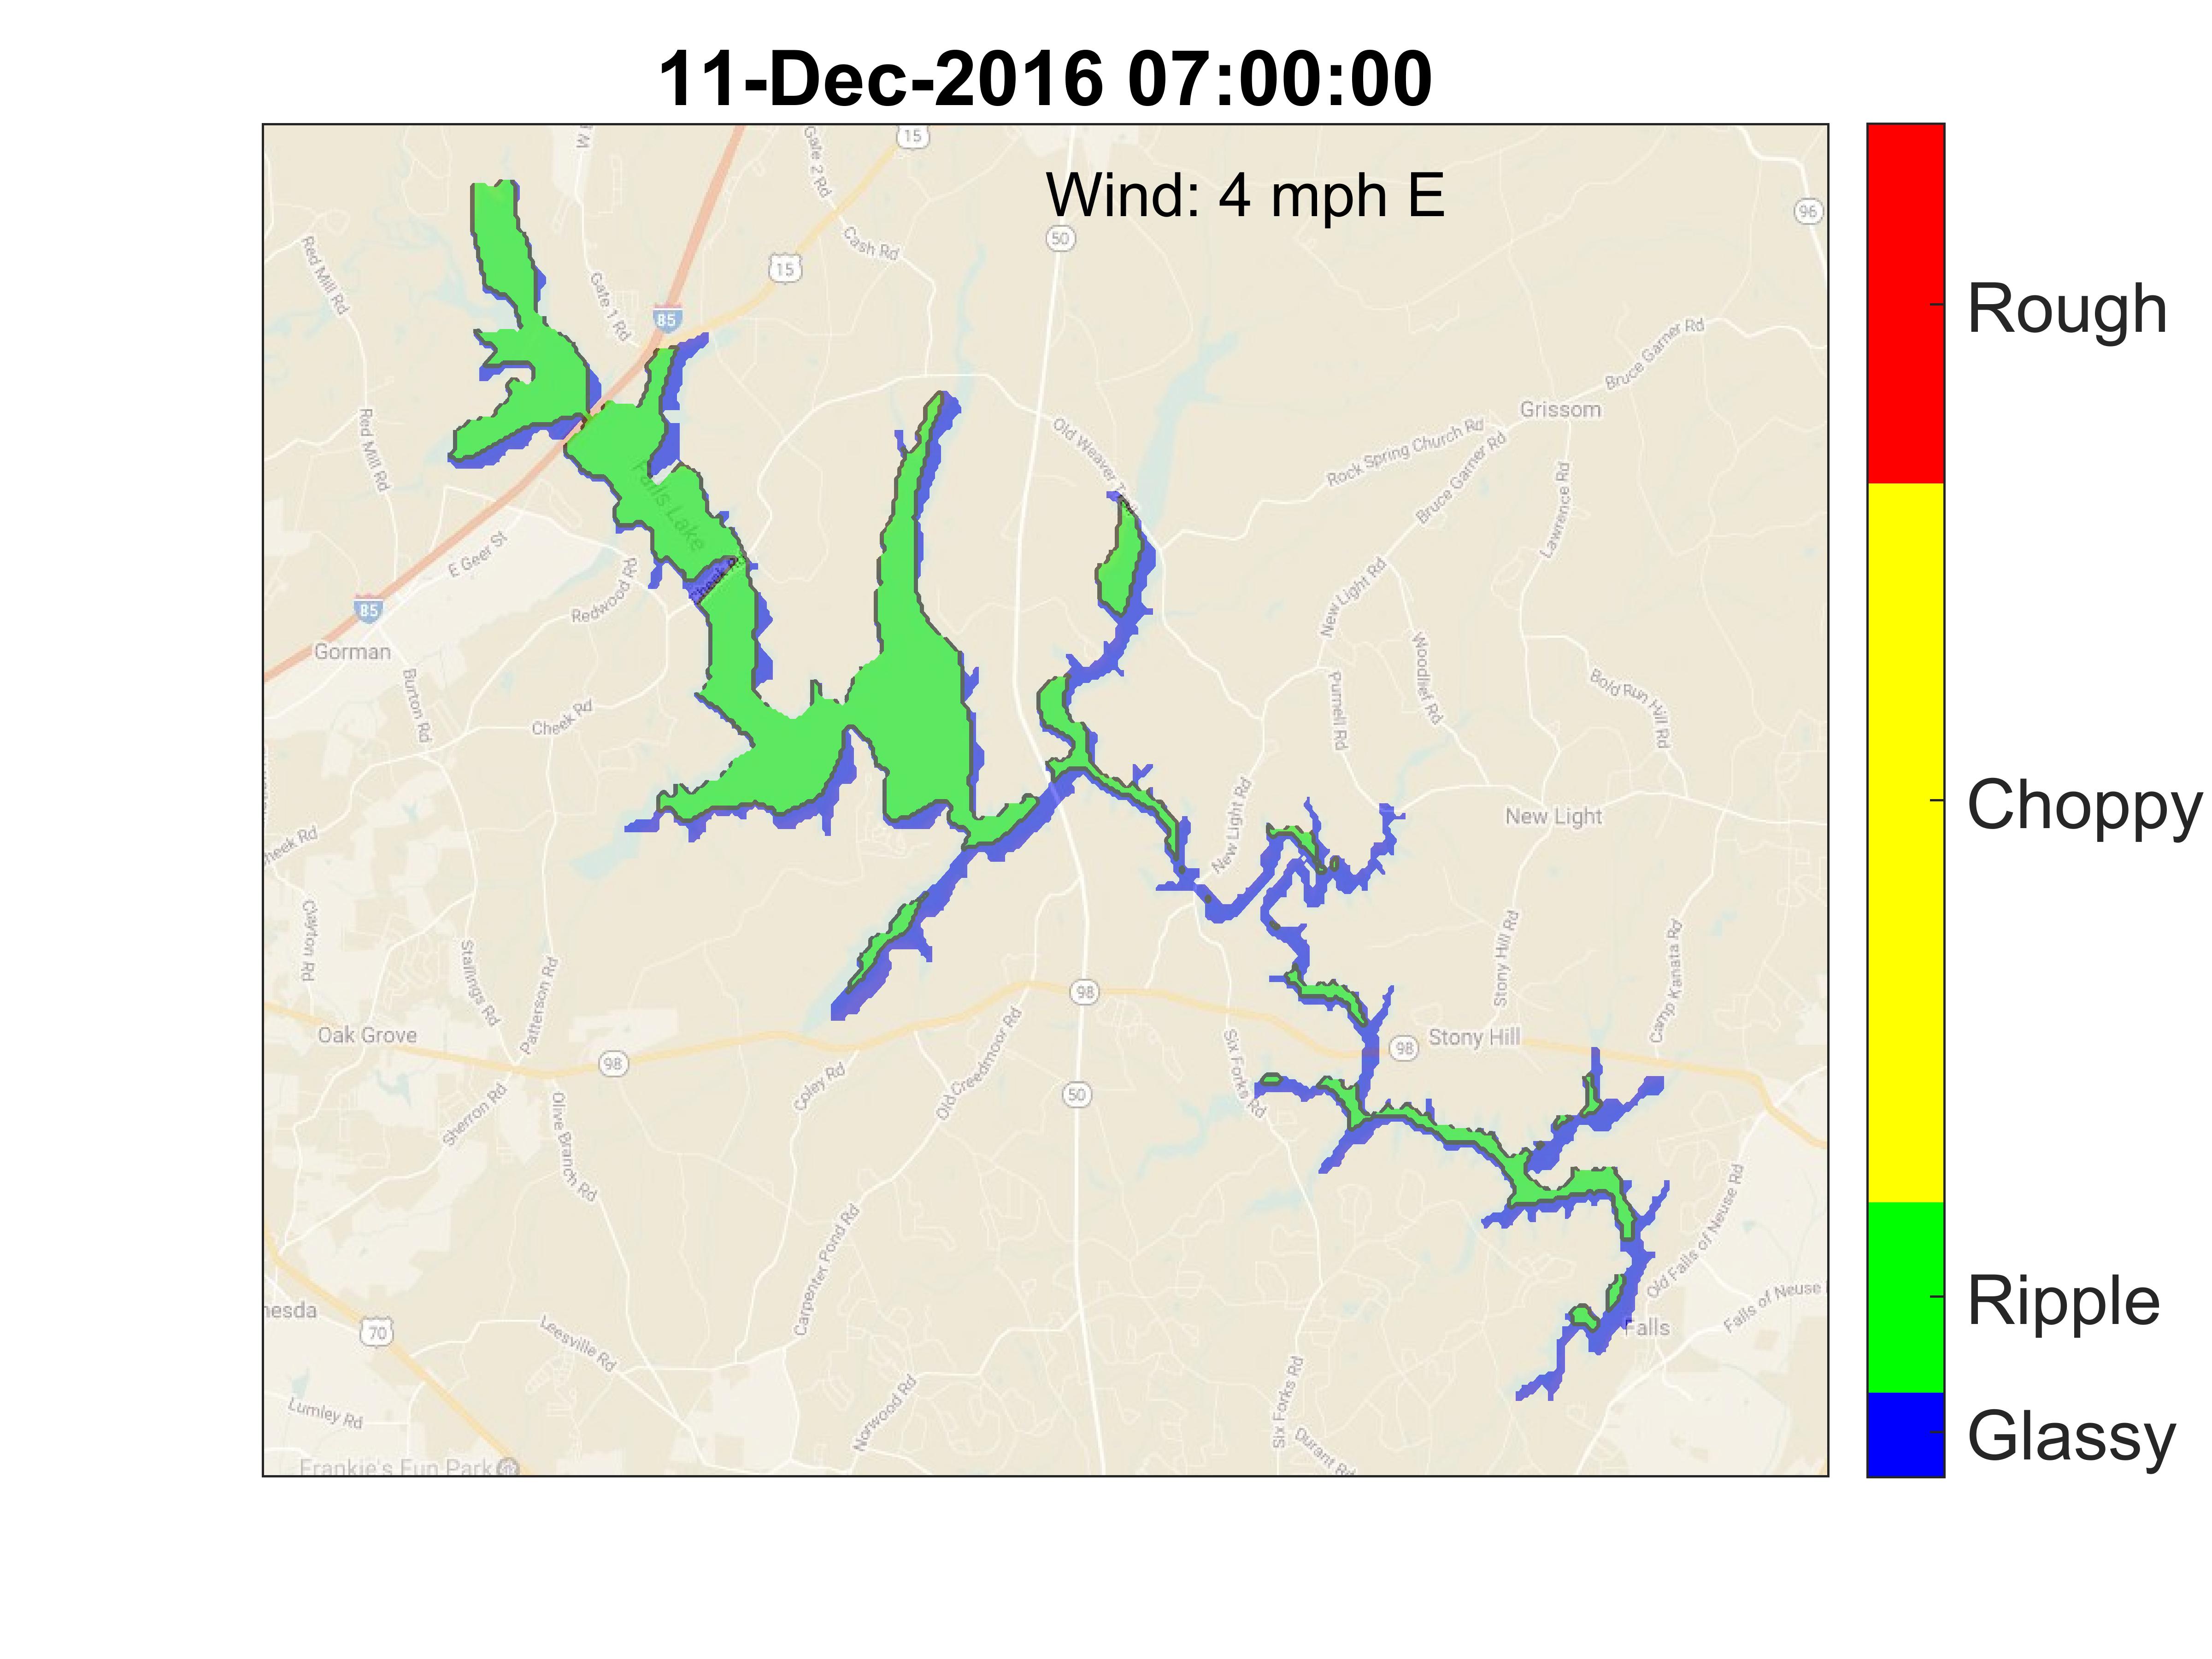 11-Dec-2016 07:00:00
Wind: 4 mph E
Rough
Choppy
Ripple
Glassy
15
Gate 2 Rd
50
96
Cash Rd
15
Red Mill Rd
Gate 1 Rd
85
Bruce Garner Rd
Grissom
Old Weaver Trail
Rock Spring Church Rd
Bruce Garner Rd
Red Mill Rd
Falls Lake
Lawrence Rd
E Geer St
Cheek Rd
Redwood Rd
New Light Rd
85
Gorman
Burton Rd
Cheek Rd
Purnell Rd
Woodlief Rd
Bold Run Hill Rd
New Light Rd
New Light
Cheek Rd
Clayton Rd
Stallings Rd
Patterson Rd
Stony Hill Rd
Camp Kanata Rd
98
Oak Grove
98
98
Stony Hill
Sherron Rd
Olive Branch Rd
Coley Rd
Old Creedmoor Rd
50
Six Forks Rd
Carpenter Pond Rd
Old Falls of Neuse Rd
Falls of Neuse
nesda
70
Leesville Rd
Falls
Lumley Rd
Norwood Rd
Six Forks Rd
Durant Rd
Frankie's Fun Park